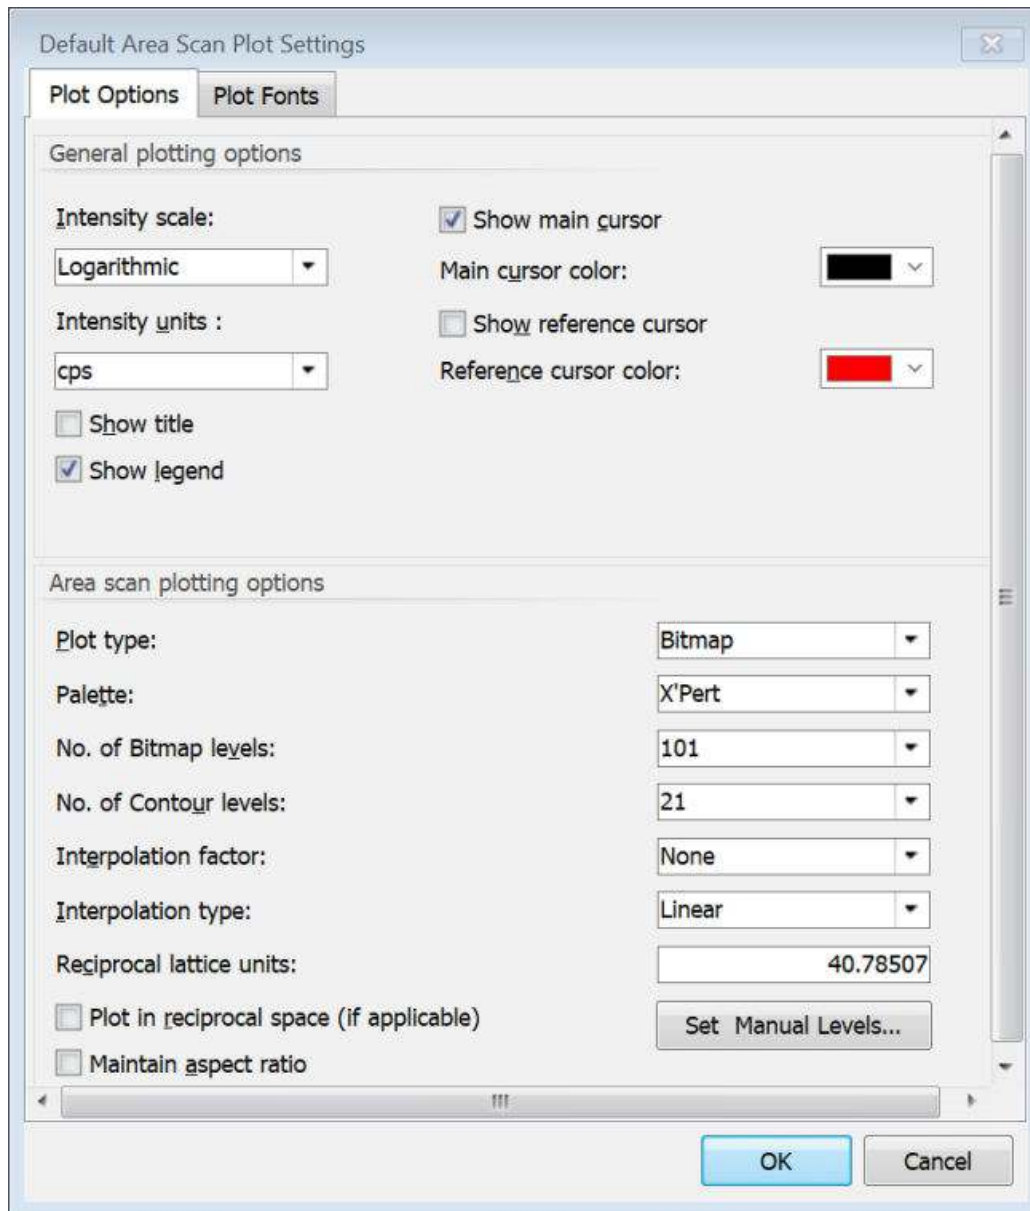 Default Area Scan Plot Settings
Plot Options
Plot Fonts
General plotting options
Intensity scale:
Logarithmic
Intensity units :
cps
Show title
Show legend
Show main cursor
Main cursor color:
Show reference cursor
Reference cursor color:
Area scan plotting options
Plot type:
Bitmap
Palette:
X'Pert
No. of Bitmap levels:
101
No. of Contour levels:
21
Interpolation factor:
None
Interpolation type:
Linear
Reciprocal lattice units:
40.78507
Plot in reciprocal space (if applicable)
Set Manual Levels...
Maintain aspect ratio
OK
Cancel